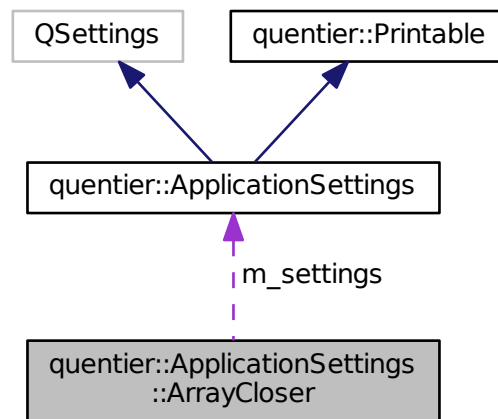 QSettings
quentier::Printable
quentier::ApplicationSettings
m_settings
quentier::ApplicationSettings
::ArrayCloser